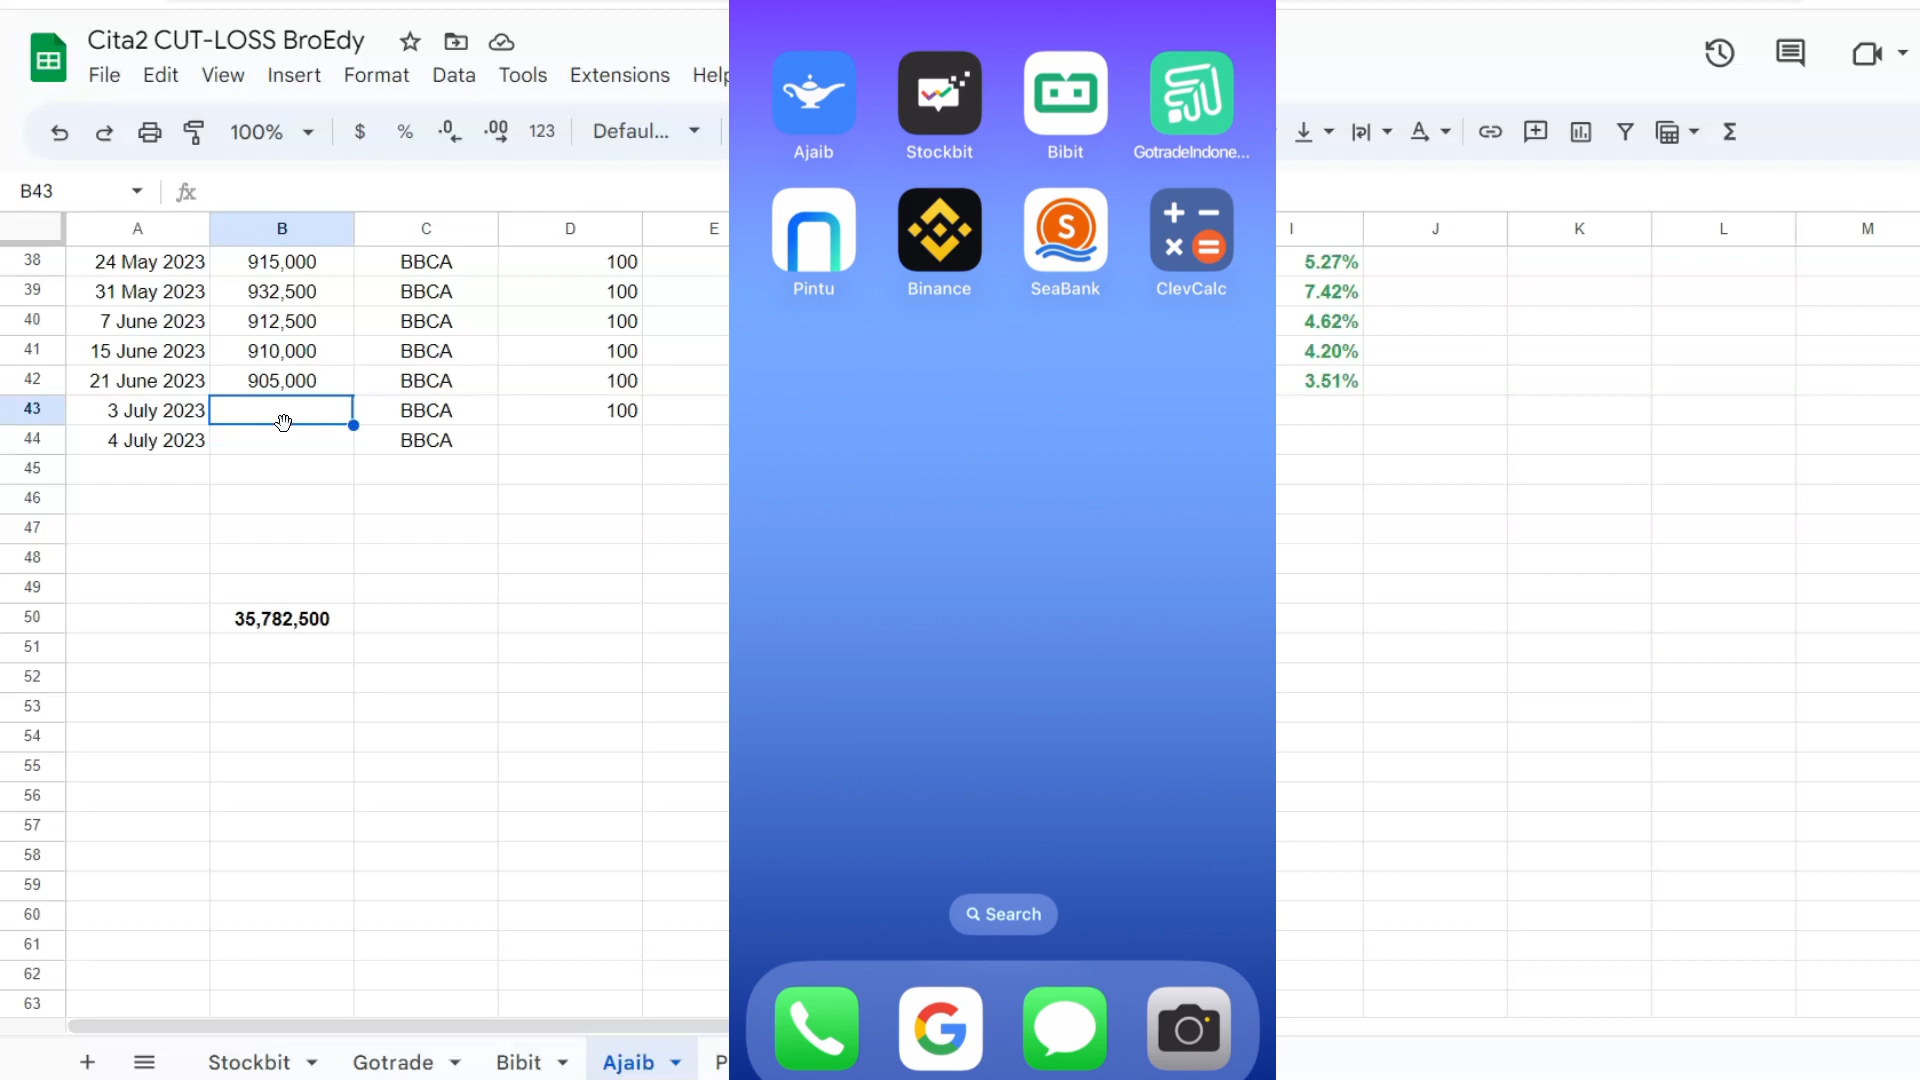 Cita2 CUT-LOSS BroEdy
File Edit View Insert Format Data Tools Extensions Help
100% $ % .0 .00 123 Defaul...
B43
A B C D E I J K L M
38 24 May 2023 915,000 BBCA 100 5.27%
39 31 May 2023 932,500 BBCA 100 7.42%
40 7 June 2023 912,500 BBCA 100 4.62%
41 15 June 2023 910,000 BBCA 100 4.20%
42 21 June 2023 905,000 BBCA 100 3.51%
43 3 July 2023 BBCA 100
44 4 July 2023 BBCA
45
46
47
48
49
50 35,782,500
51
52
53
54
55
56
57
58
59
60
61
62
63
Stockbit Gotrade Bibit Ajaib P
Ajaib Stockbit Bibit GotradeIndone...
Pintu Binance SeaBank ClevCalc
Search